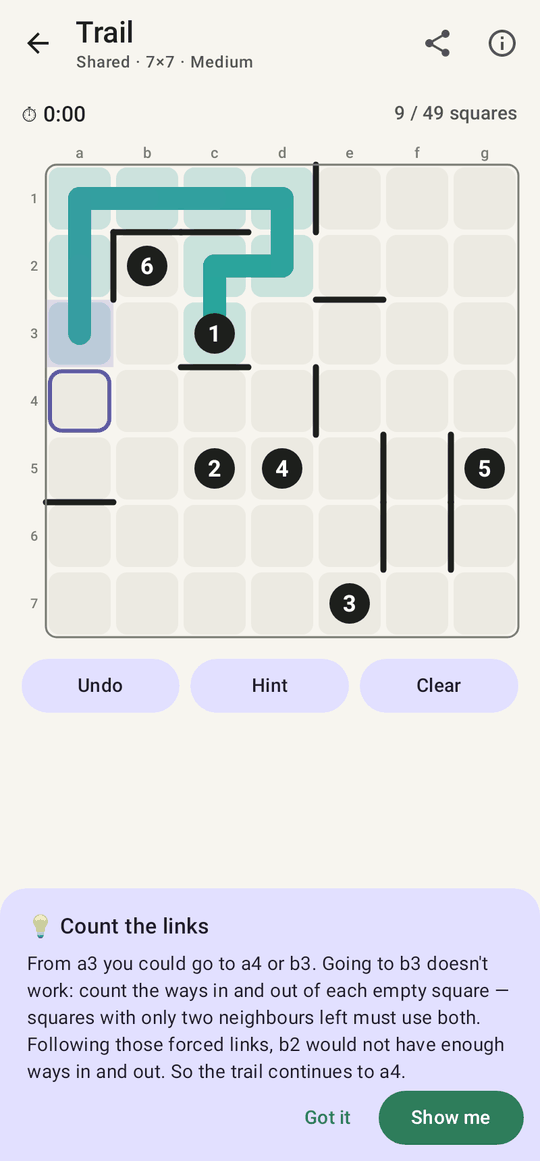 Trail
Shared · 7×7 · Medium
⏱ 0:00
9 / 49 squares
a b c d e f g
1
2 6
3 1
4
5 2 4 5
6
7 3
Undo Hint Clear
💡 Count the links
From a3 you could go to a4 or b3. Going to b3 doesn't
work: count the ways in and out of each empty square —
squares with only two neighbours left must use both.
Following those forced links, b2 would not have enough
ways in and out. So the trail continues to a4.
Got it Show me